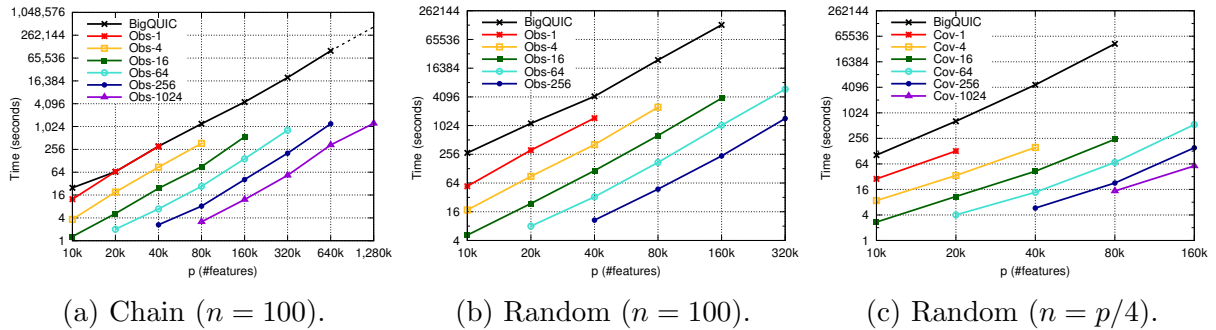 1,048,576
262,144
65,536
16,384
4,096
1,024
256
64
16
4
1
Time (seconds)
BigQUIC
Obs-1
Obs-4
Obs-16
Obs-64
Obs-256
Obs-1024
10k 20k 40k 80k 160k 320k 640k 1,280k
p (#features)
(a) Chain (n = 100).
262144
65536
16384
4096
1024
256
64
16
4
Time (seconds)
BigQUIC
Obs-1
Obs-4
Obs-16
Obs-64
Obs-256
10k 20k 40k 80k 160k 320k
p (#features)
(b) Random (n = 100).
262144
65536
16384
4096
1024
256
64
16
4
1
Time (seconds)
BigQUIC
Cov-1
Cov-4
Cov-16
Cov-64
Cov-256
Cov-1024
10k 20k 40k 80k 160k
p (#features)
(c) Random (n = p/4).